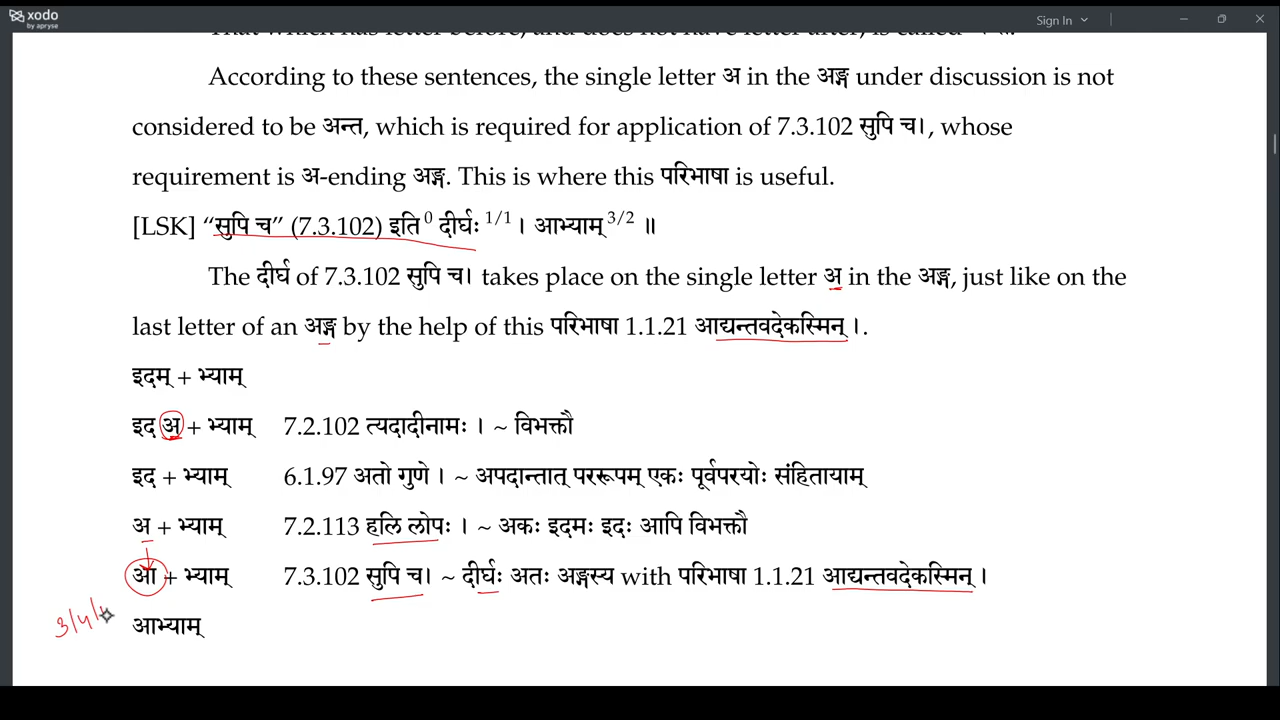 xodo
by apryse
Sign In
According to these sentences, the single letter अ in the अङ्ग under discussion is not
considered to be अन्त, which is required for application of 7.3.102 सुपि च।, whose
requirement is अ-ending अङ्ग. This is where this परिभाषा is useful.
[LSK] “सुपि च” (7.3.102) इति 0 दीर्घः 1/1 । आभ्याम् 3/2 ॥
The दीर्घ of 7.3.102 सुपि च। takes place on the single letter अ in the अङ्ग, just like on the
last letter of an अङ्ग by the help of this परिभाषा 1.1.21 आद्यन्तवदेकस्मिन् ।.
इदम् + भ्याम्
इद अ + भ्याम् 7.2.102 त्यदादीनामः । ~ विभक्तौ
इद + भ्याम् 6.1.97 अतो गुणे । ~ अपदान्तात् पररूपम् एकः पूर्वपरयोः संहितायाम्
अ + भ्याम् 7.2.113 हलि लोपः । ~ अकः इदमः इदः आपि विभक्तौ
आ + भ्याम् 7.3.102 सुपि च। ~ दीर्घः अतः अङ्गस्य with परिभाषा 1.1.21 आद्यन्तवदेकस्मिन् ।
आभ्याम्